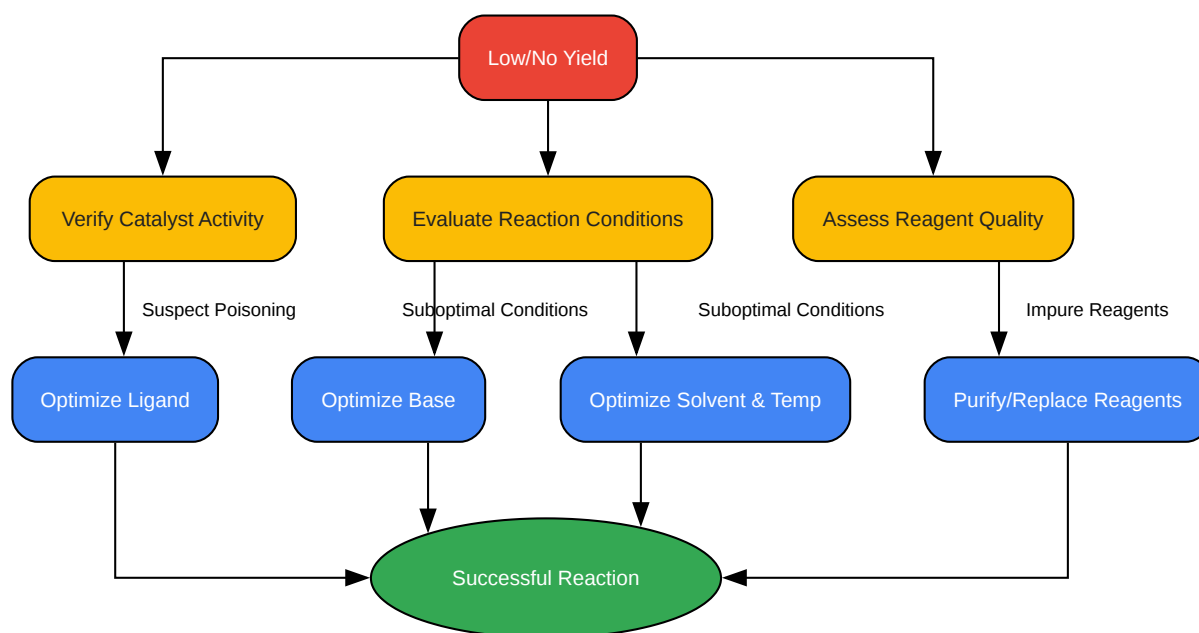 Low/No Yield
Verify Catalyst Activity
Evaluate Reaction Conditions
Assess Reagent Quality
Suspect Poisoning
Suboptimal Conditions
Suboptimal Conditions
Impure Reagents
Optimize Ligand
Optimize Base
Optimize Solvent & Temp
Purify/Replace Reagents
Successful Reaction